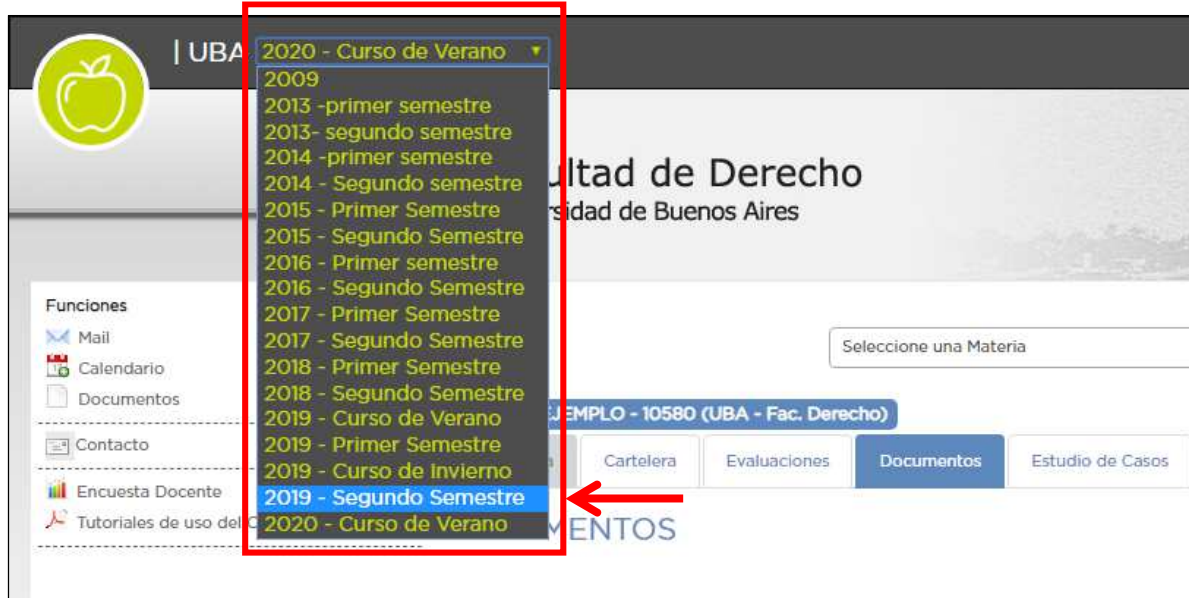 | UBA 2020 - Curso de Verano
2009
2013 -primer semestre
2013- segundo semestre
2014 -primer semestre
2014 - Segundo semestre
2015 - Primer Semestre
2015 - Segundo Semestre
2016 - Primer semestre
2016 - Segundo Semestre
2017 - Primer Semestre
2017 - Segundo Semestre
2018 - Primer Semestre
2018 - Segundo Semestre
2019 - Curso de Verano
2019 - Primer Semestre
2019 - Curso de Invierno
2019 - Segundo Semestre
2020 - Curso de Verano
ultad de Derecho
rsidad de Buenos Aires
Funciones
Mail
Calendario
Documentos
Contacto
Encuesta Docente
Tutoriales de uso del C
Seleccione una Materia
EJEMPLO - 10580 (UBA - Fac. Derecho)
a Cartelera Evaluaciones Documentos Estudio de Casos
MENTOS